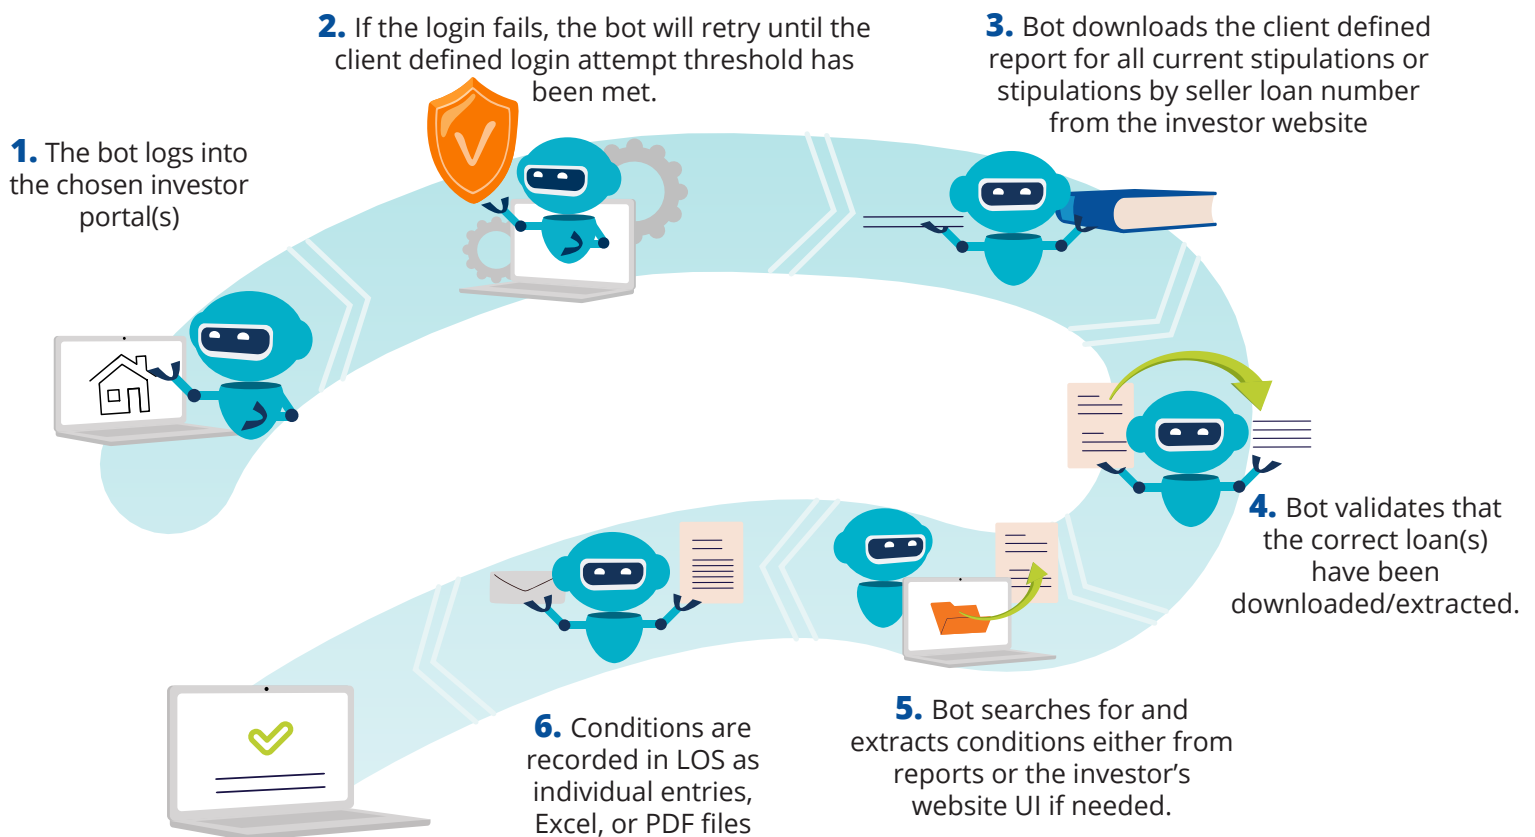 1. The bot logs into
the chosen investor
portal(s)
2. If the login fails, the bot will retry until the
client defined login attempt threshold has
been met.
3. Bot downloads the client defined
report for all current stipulations or
stipulations by seller loan number
from the investor website
4. Bot validates that
the correct loan(s)
have been
downloaded/extracted.
5. Bot searches for and
extracts conditions either from
reports or the investor’s
website UI if needed.
6. Conditions are
recorded in LOS as
individual entries,
Excel, or PDF files